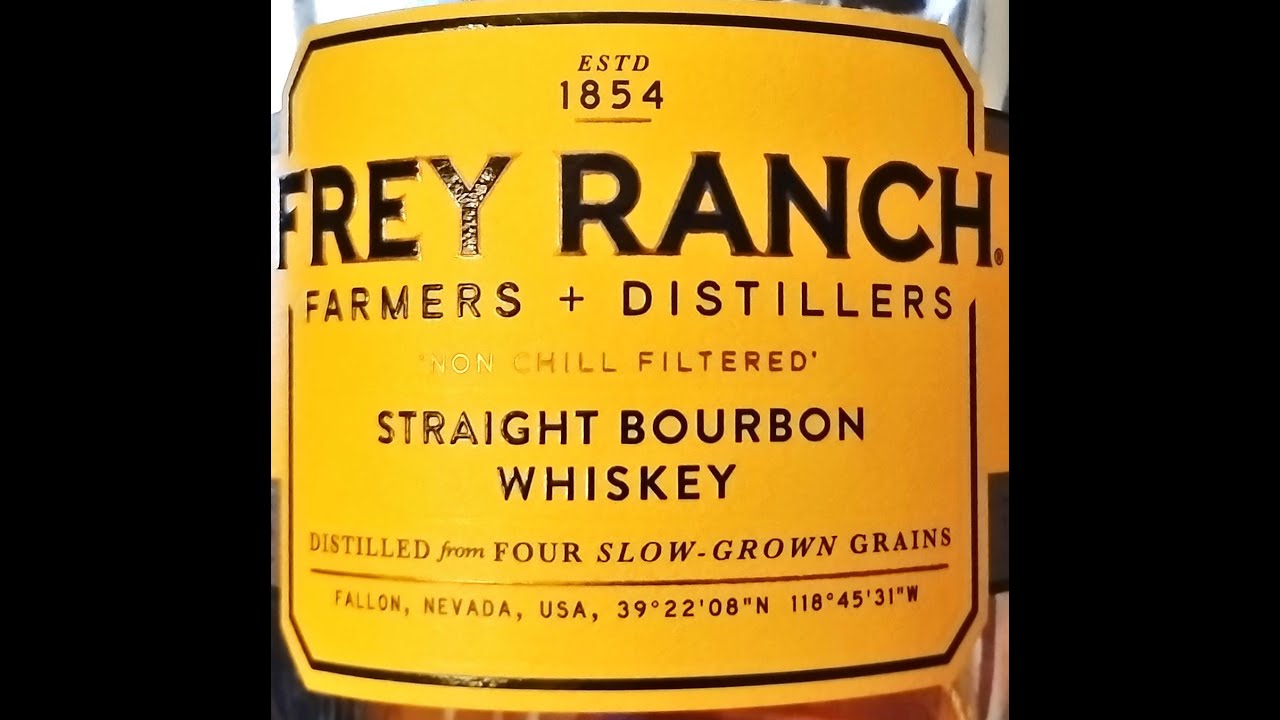 ESTD
1854
FREY RANCH®
FARMERS + DISTILLERS
'NON CHILL FILTERED'
STRAIGHT BOURBON
WHISKEY
DISTILLED from FOUR SLOW-GROWN GRAINS
FALLON, NEVADA, USA, 39°22'08"N 118°45'31"W